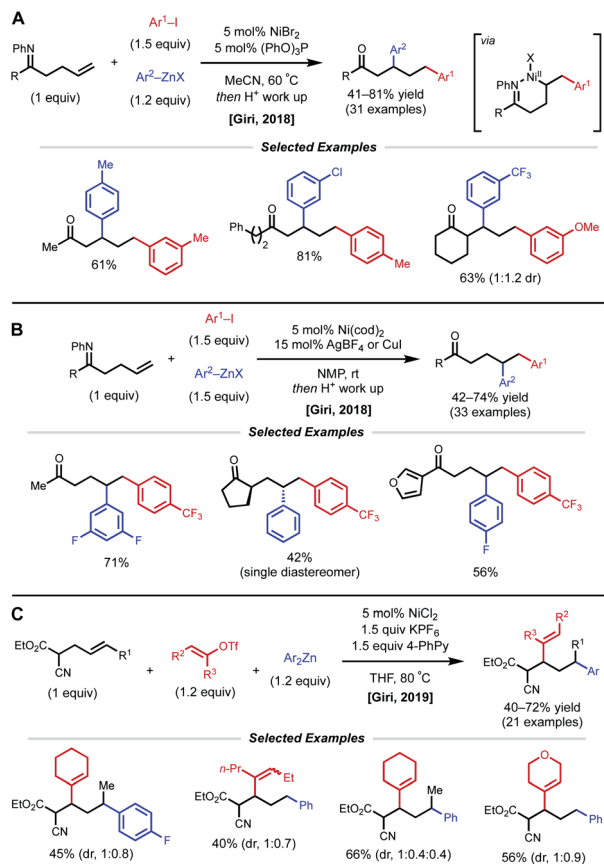 A
PhN
R
(1 equiv)
+
Ar1–I
(1.5 equiv)
Ar2–ZnX
(1.2 equiv)
5 mol% NiBr2
5 mol% (PhO)3P
MeCN, 60 °C
then H+ work up
[Giri, 2018]
O
R
Ar2
Ar1
41–81% yield
(31 examples)
via
X
PhN
NiII
Ar1
R
Selected Examples
Me
O
Me
Me
61%
Cl
O
Ph
2
Me
81%
CF3
O
OMe
63% (1:1.2 dr)
B
PhN
R
(1 equiv)
+
Ar1–I
(1.5 equiv)
Ar2–ZnX
(1.5 equiv)
5 mol% Ni(cod)2
15 mol% AgBF4 or CuI
NMP, rt
then H+ work up
[Giri, 2018]
O
R
Ar1
Ar2
42–74% yield
(33 examples)
Selected Examples
O
Me
CF3
F
F
71%
O
CF3
42%
(single diastereomer)
O
O
CF3
F
56%
C
EtO2C
R1
CN
(1 equiv)
+
R2
OTf
R3
(1.2 equiv)
+
Ar2Zn
(1.2 equiv)
5 mol% NiCl2
1.5 quiv KPF6
1.5 equiv 4-PhPy
THF, 80 °C
[Giri, 2019]
R2
R3
R1
EtO2C
Ar
CN
40–72% yield
(21 examples)
Selected Examples
Me
EtO2C
CN
F
45% (dr, 1:0.8)
n-Pr
Et
EtO2C
Ph
CN
40% (dr, 1:0.7)
Me
EtO2C
Ph
CN
66% (dr, 1:0.4:0.4)
O
EtO2C
Ph
CN
56% (dr, 1:0.9)